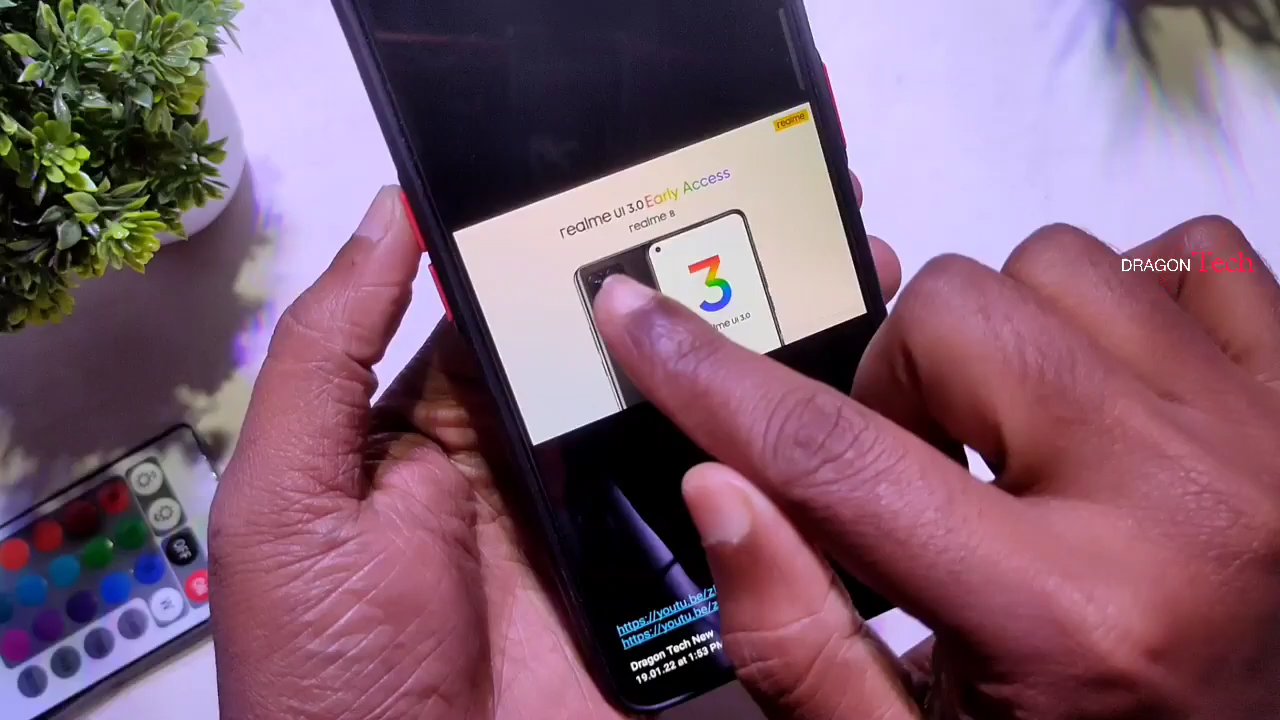 realme
realme UI 3.0 Early Access
realme 8
3
UI 3.0
DRAGON Tech
OFF
https://youtu.be/
https://youtu.be/
Dragon Tech New
19.01.22 at 1:53 PM